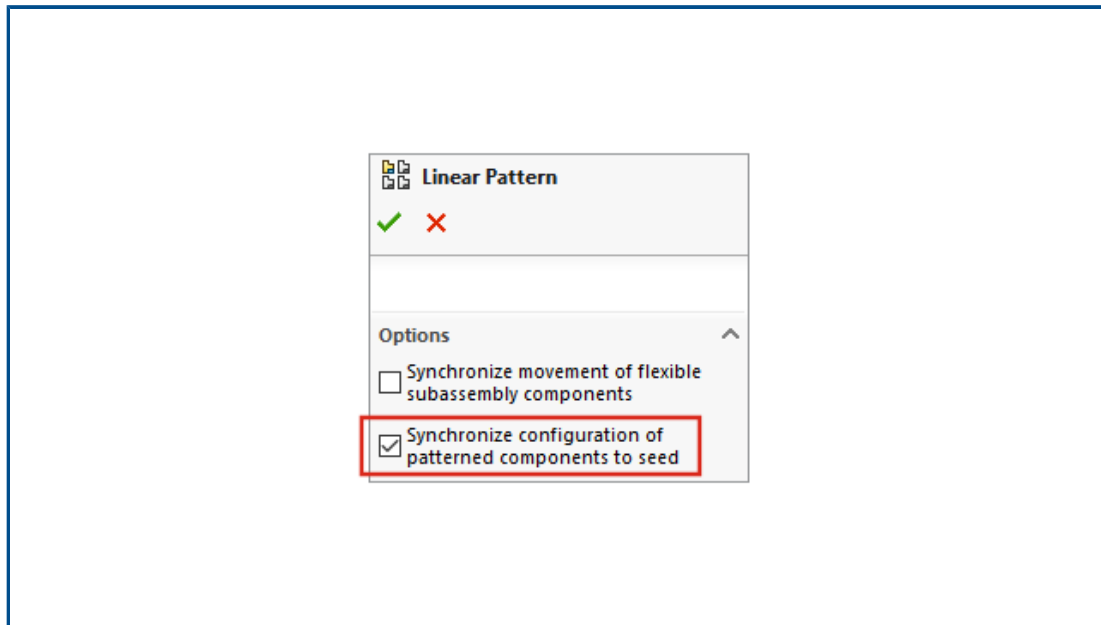 Linear Pattern
Options
Synchronize movement of flexible
subassembly components
Synchronize configuration of
patterned components to seed